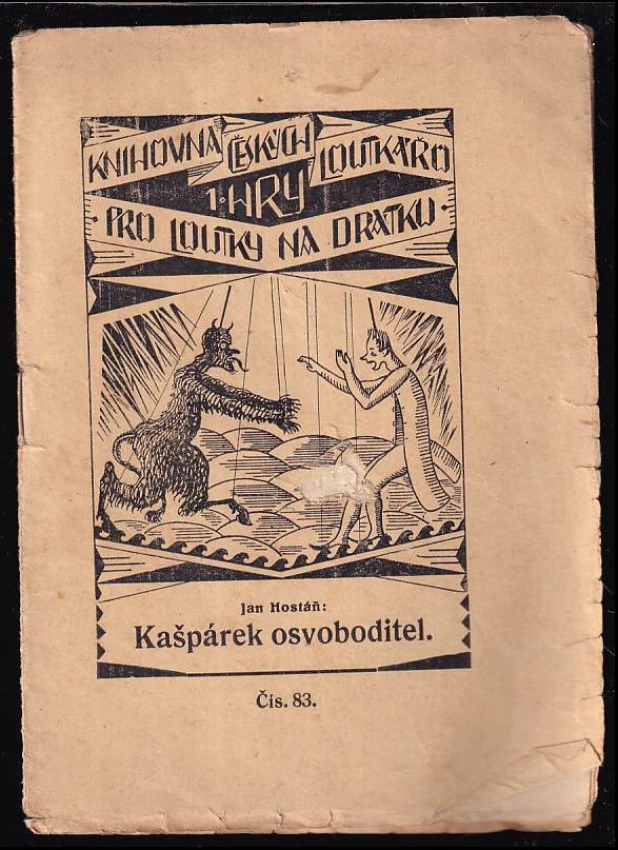 KNIHOVNA ČESKÝCH LOUTKÁŘŮ
1. HRY
· PRO LOUTKY NA DRÁTKU ·
Jan Hostáň:
Kašpárek osvoboditel.
Čís. 83.